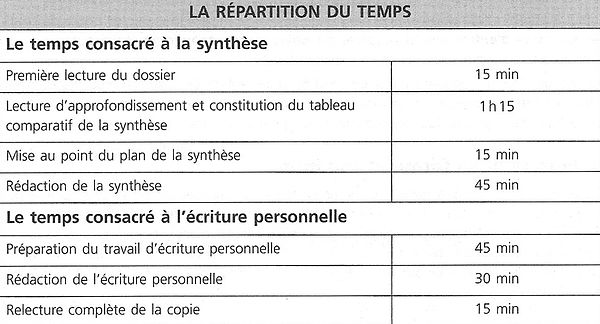 LA RÉPARTITION DU TEMPS
Le temps consacré à la synthèse
Première lecture du dossier 15 min
Lecture d'approfondissement et constitution du tableau 1 h 15
comparatif de la synthèse
Mise au point du plan de la synthèse 15 min
Rédaction de la synthèse 45 min
Le temps consacré à l'écriture personnelle
Préparation du travail d'écriture personnelle 45 min
Rédaction de l'écriture personnelle 30 min
Relecture complète de la copie 15 min